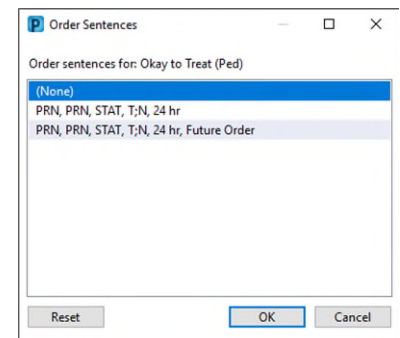 P Order Sentences
Order sentences for: Okay to Treat (Ped)
(None)
PRN, PRN, STAT, T;N, 24 hr
PRN, PRN, STAT, T;N, 24 hr, Future Order
Reset OK Cancel